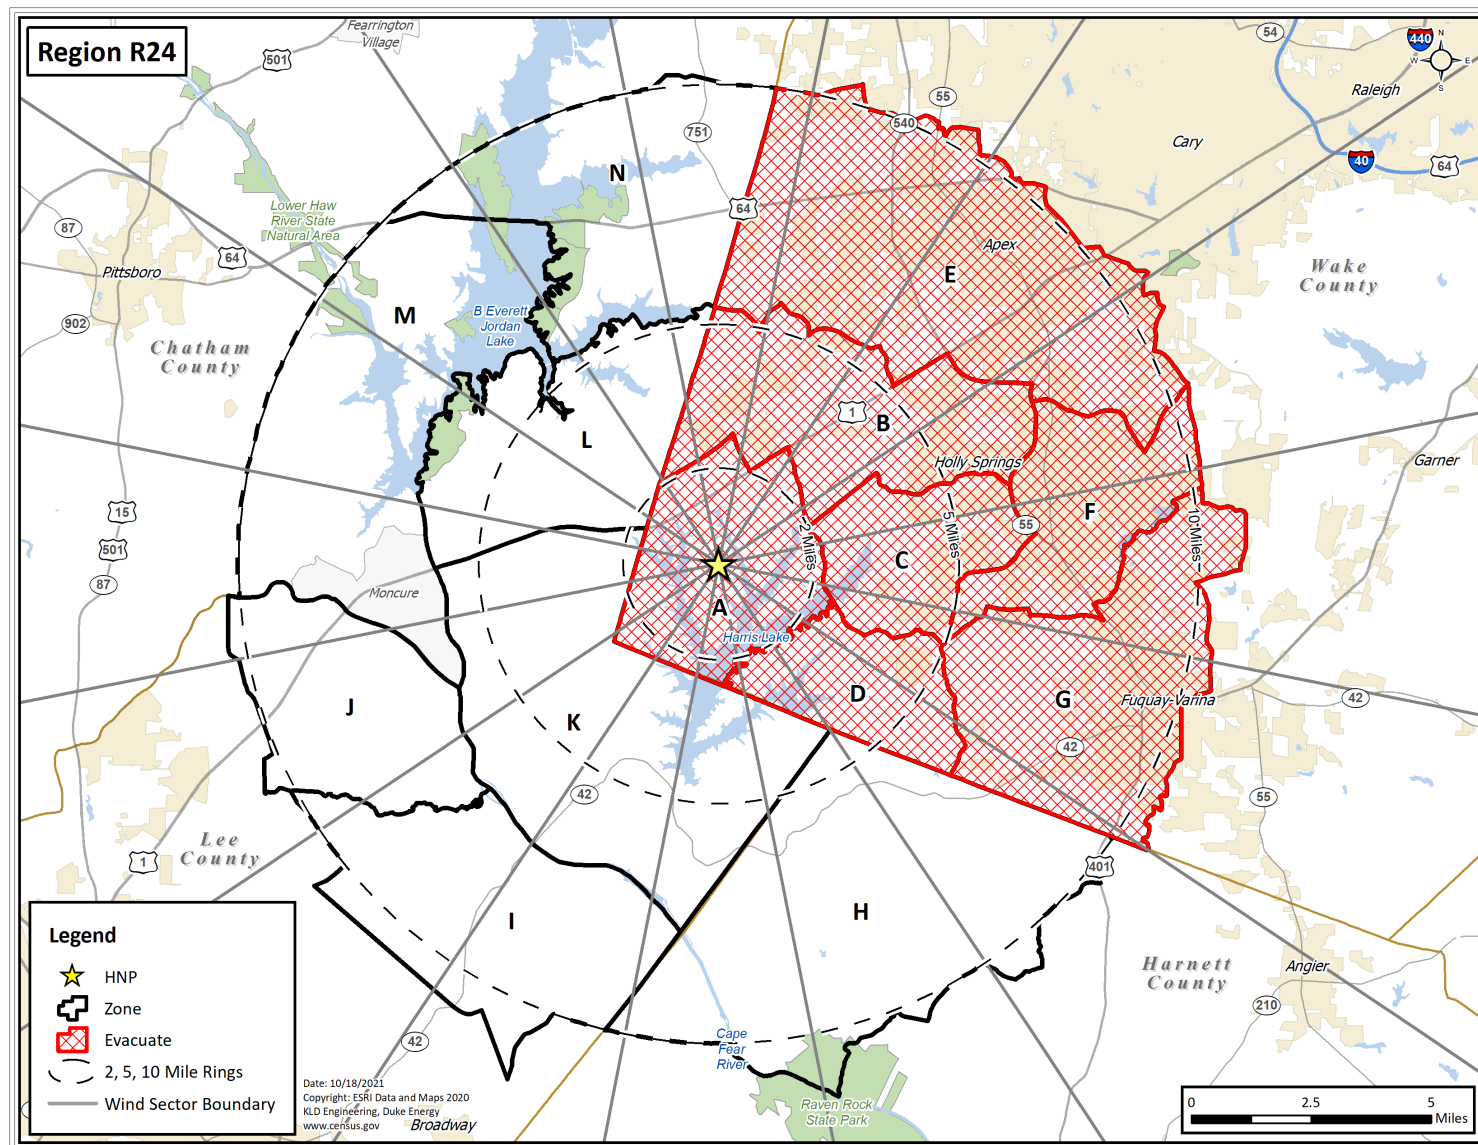 Region R24
Fearrington
Village
501
54
440
N
W
E
S
Raleigh
751
55
540
Cary
40
64
N
64
Lower Haw
River State
Natural Area
87
64
Pittsboro
Apex
E
Wake
County
M
B Everett
Jordan
Lake
902
Chatham
County
1
B
L
Holly Springs
Garner
15
501
87
2 Miles
5 Miles
55
F
10 Miles
C
Moncure
A
Harris Lake
J
K
D
G
Fuquay-Varina
42
42
42
55
Lee
County
1
401
I
H
Harnett
County
Angier
210
Legend
HNP
Zone
Evacuate
2, 5, 10 Mile Rings
Wind Sector Boundary
42
Cape
Fear
River
Date: 10/18/2021
Copyright: ESRI Data and Maps 2020
KLD Engineering, Duke Energy
www.census.gov
Broadway
Raven Rock
State Park
0
2.5
5
Miles